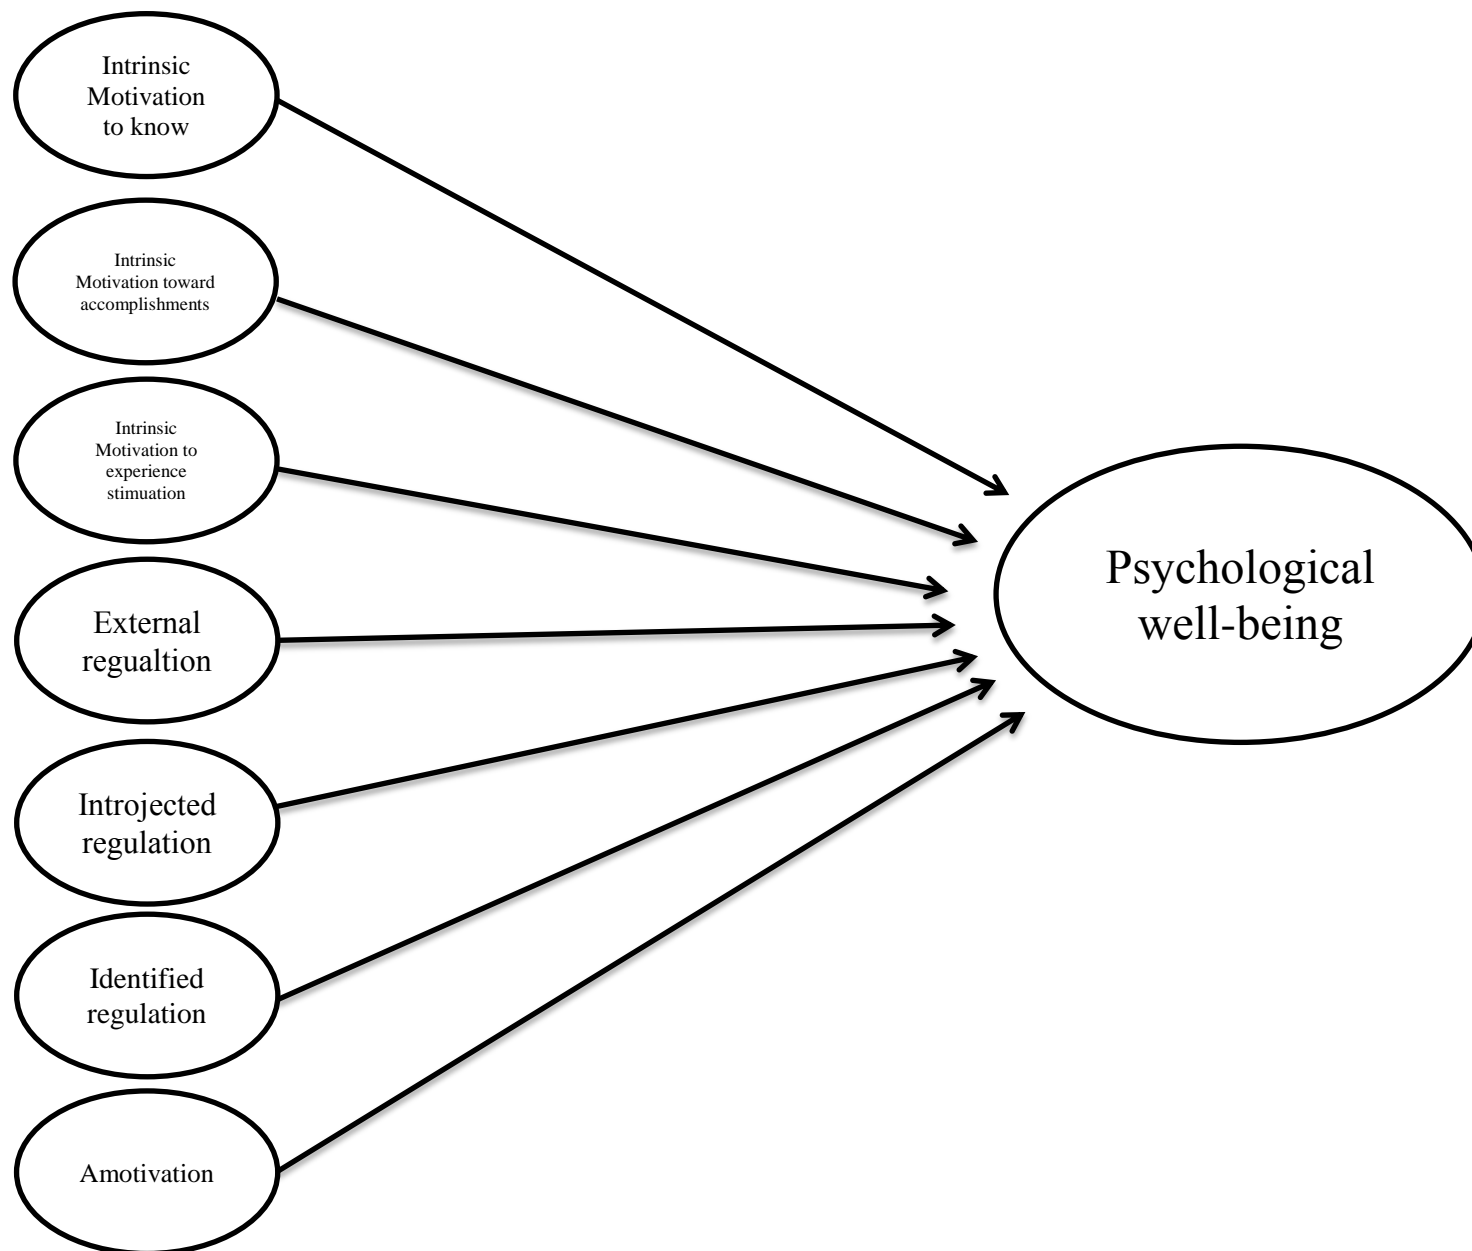 Intrinsic
Motivation
to know
Intrinsic
Motivation toward
accomplishments
Intrinsic
Motivation to
experience
stimuation
External
regualtion
Psychological
well-being
Introjected
regulation
Identified
regulation
Amotivation